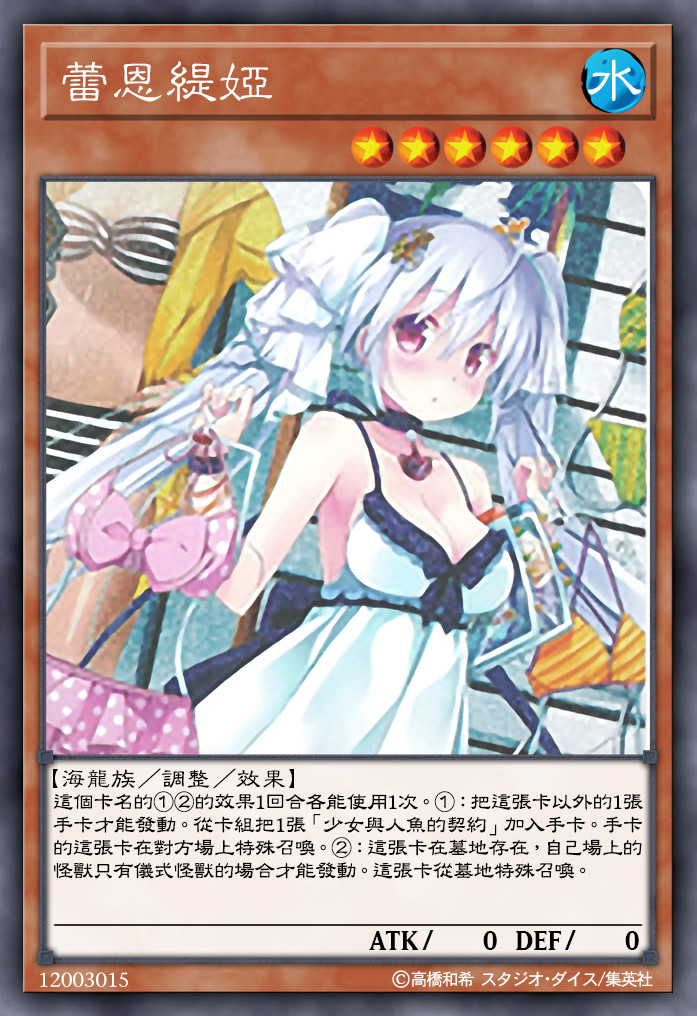 蕾恩緹婭
水
【海龍族／調整／效果】
這個卡名的①②的效果1回合各能使用1次。①：把這張卡以外的1張
手卡才能發動。從卡組把1張「少女與人魚的契約」加入手卡。手卡
的這張卡在對方場上特殊召喚。②：這張卡在墓地存在，自己場上的
怪獸只有儀式怪獸的場合才能發動。這張卡從墓地特殊召喚。
ATK/ 0 DEF/ 0
12003015 ©高橋和希 スタジオ・ダイス/集英社